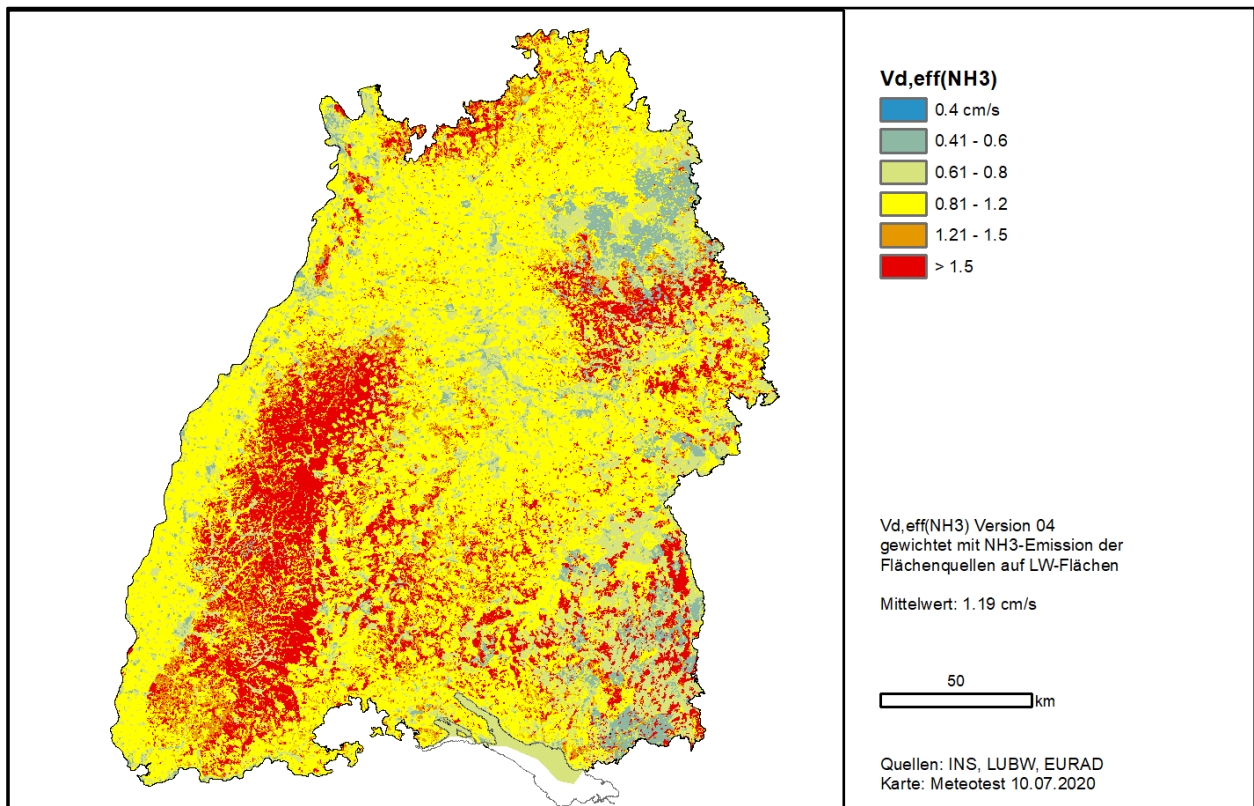 Vd,eff(NH3)
0.4 cm/s
0.41 - 0.6
0.61 - 0.8
0.81 - 1.2
1.21 - 1.5
> 1.5
Vd,eff(NH3) Version 04
gewichtet mit NH3-Emission der
Flächenquellen auf LW-Flächen
Mittelwert: 1.19 cm/s
50
km
Quellen: INS, LUBW, EURAD
Karte: Meteotest 10.07.2020